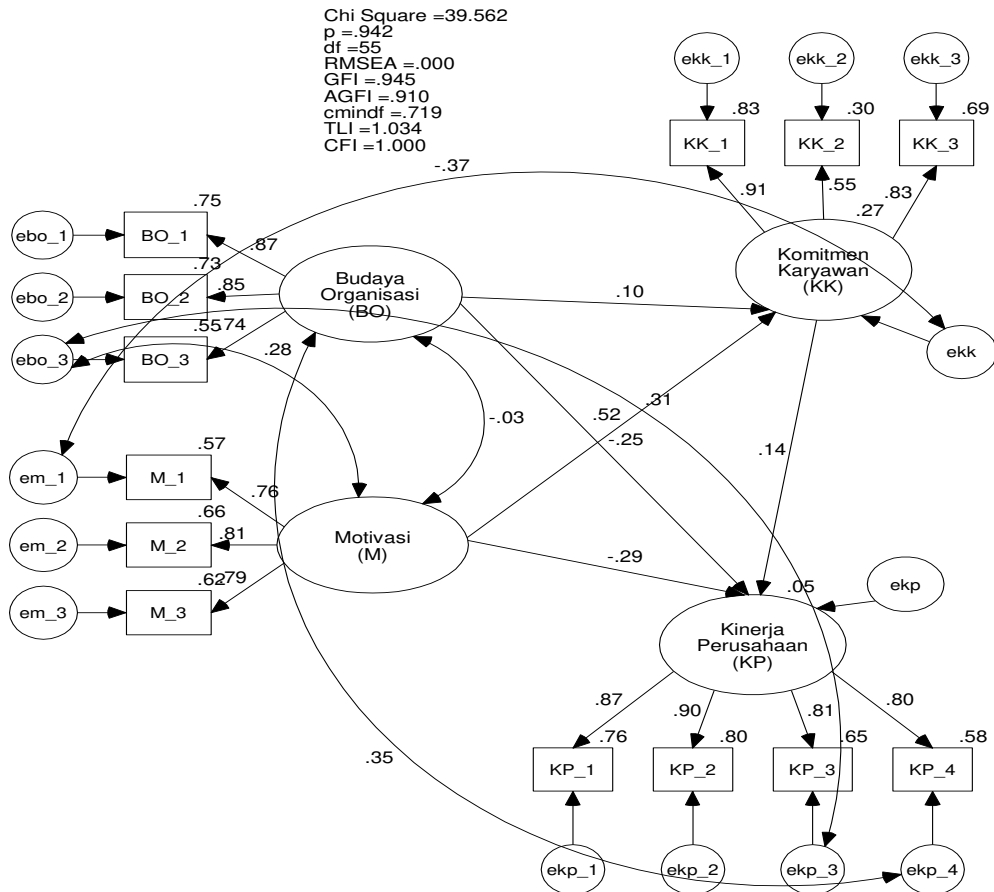 Chi Square =39.562
p =.942
df =55
RMSEA =.000
GFI =.945
AGFI =.910
cmindf =.719
TLI =1.034
CFI =1.000
ekk_1
ekk_2
ekk_3
.83
.30
.69
KK_1
KK_2
KK_3
-.37
.91
.55
.83
.27
.75
ebo_1
BO_1
.87
.73
ebo_2
BO_2
.85
.55
.74
ebo_3
BO_3
Budaya
Organisasi
(BO)
Komitmen
Karyawan
(KK)
.10
ekk
.28
-.03
.52
.31
-.25
.14
.57
em_1
M_1
.76
.66
em_2
M_2
.81
.62
.79
em_3
M_3
Motivasi
(M)
-.29
ekp
.05
Kinerja
Perusahaan
(KP)
.87
.90
.81
.80
.76
.80
.65
.58
KP_1
KP_2
KP_3
KP_4
.35
ekp_1
ekp_2
ekp_3
ekp_4